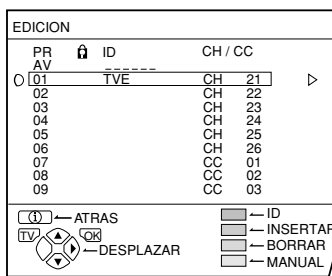 EDICION
PR ID CH / CC
AV ______
01 TVE CH 21
02 CH 22
03 CH 23
04 CH 24
05 CH 25
06 CH 26
07 CC 01
08 CC 02
09 CC 03
i ATRAS
TV OK
DESPLAZAR
ID
INSERTAR
BORRAR
MANUAL